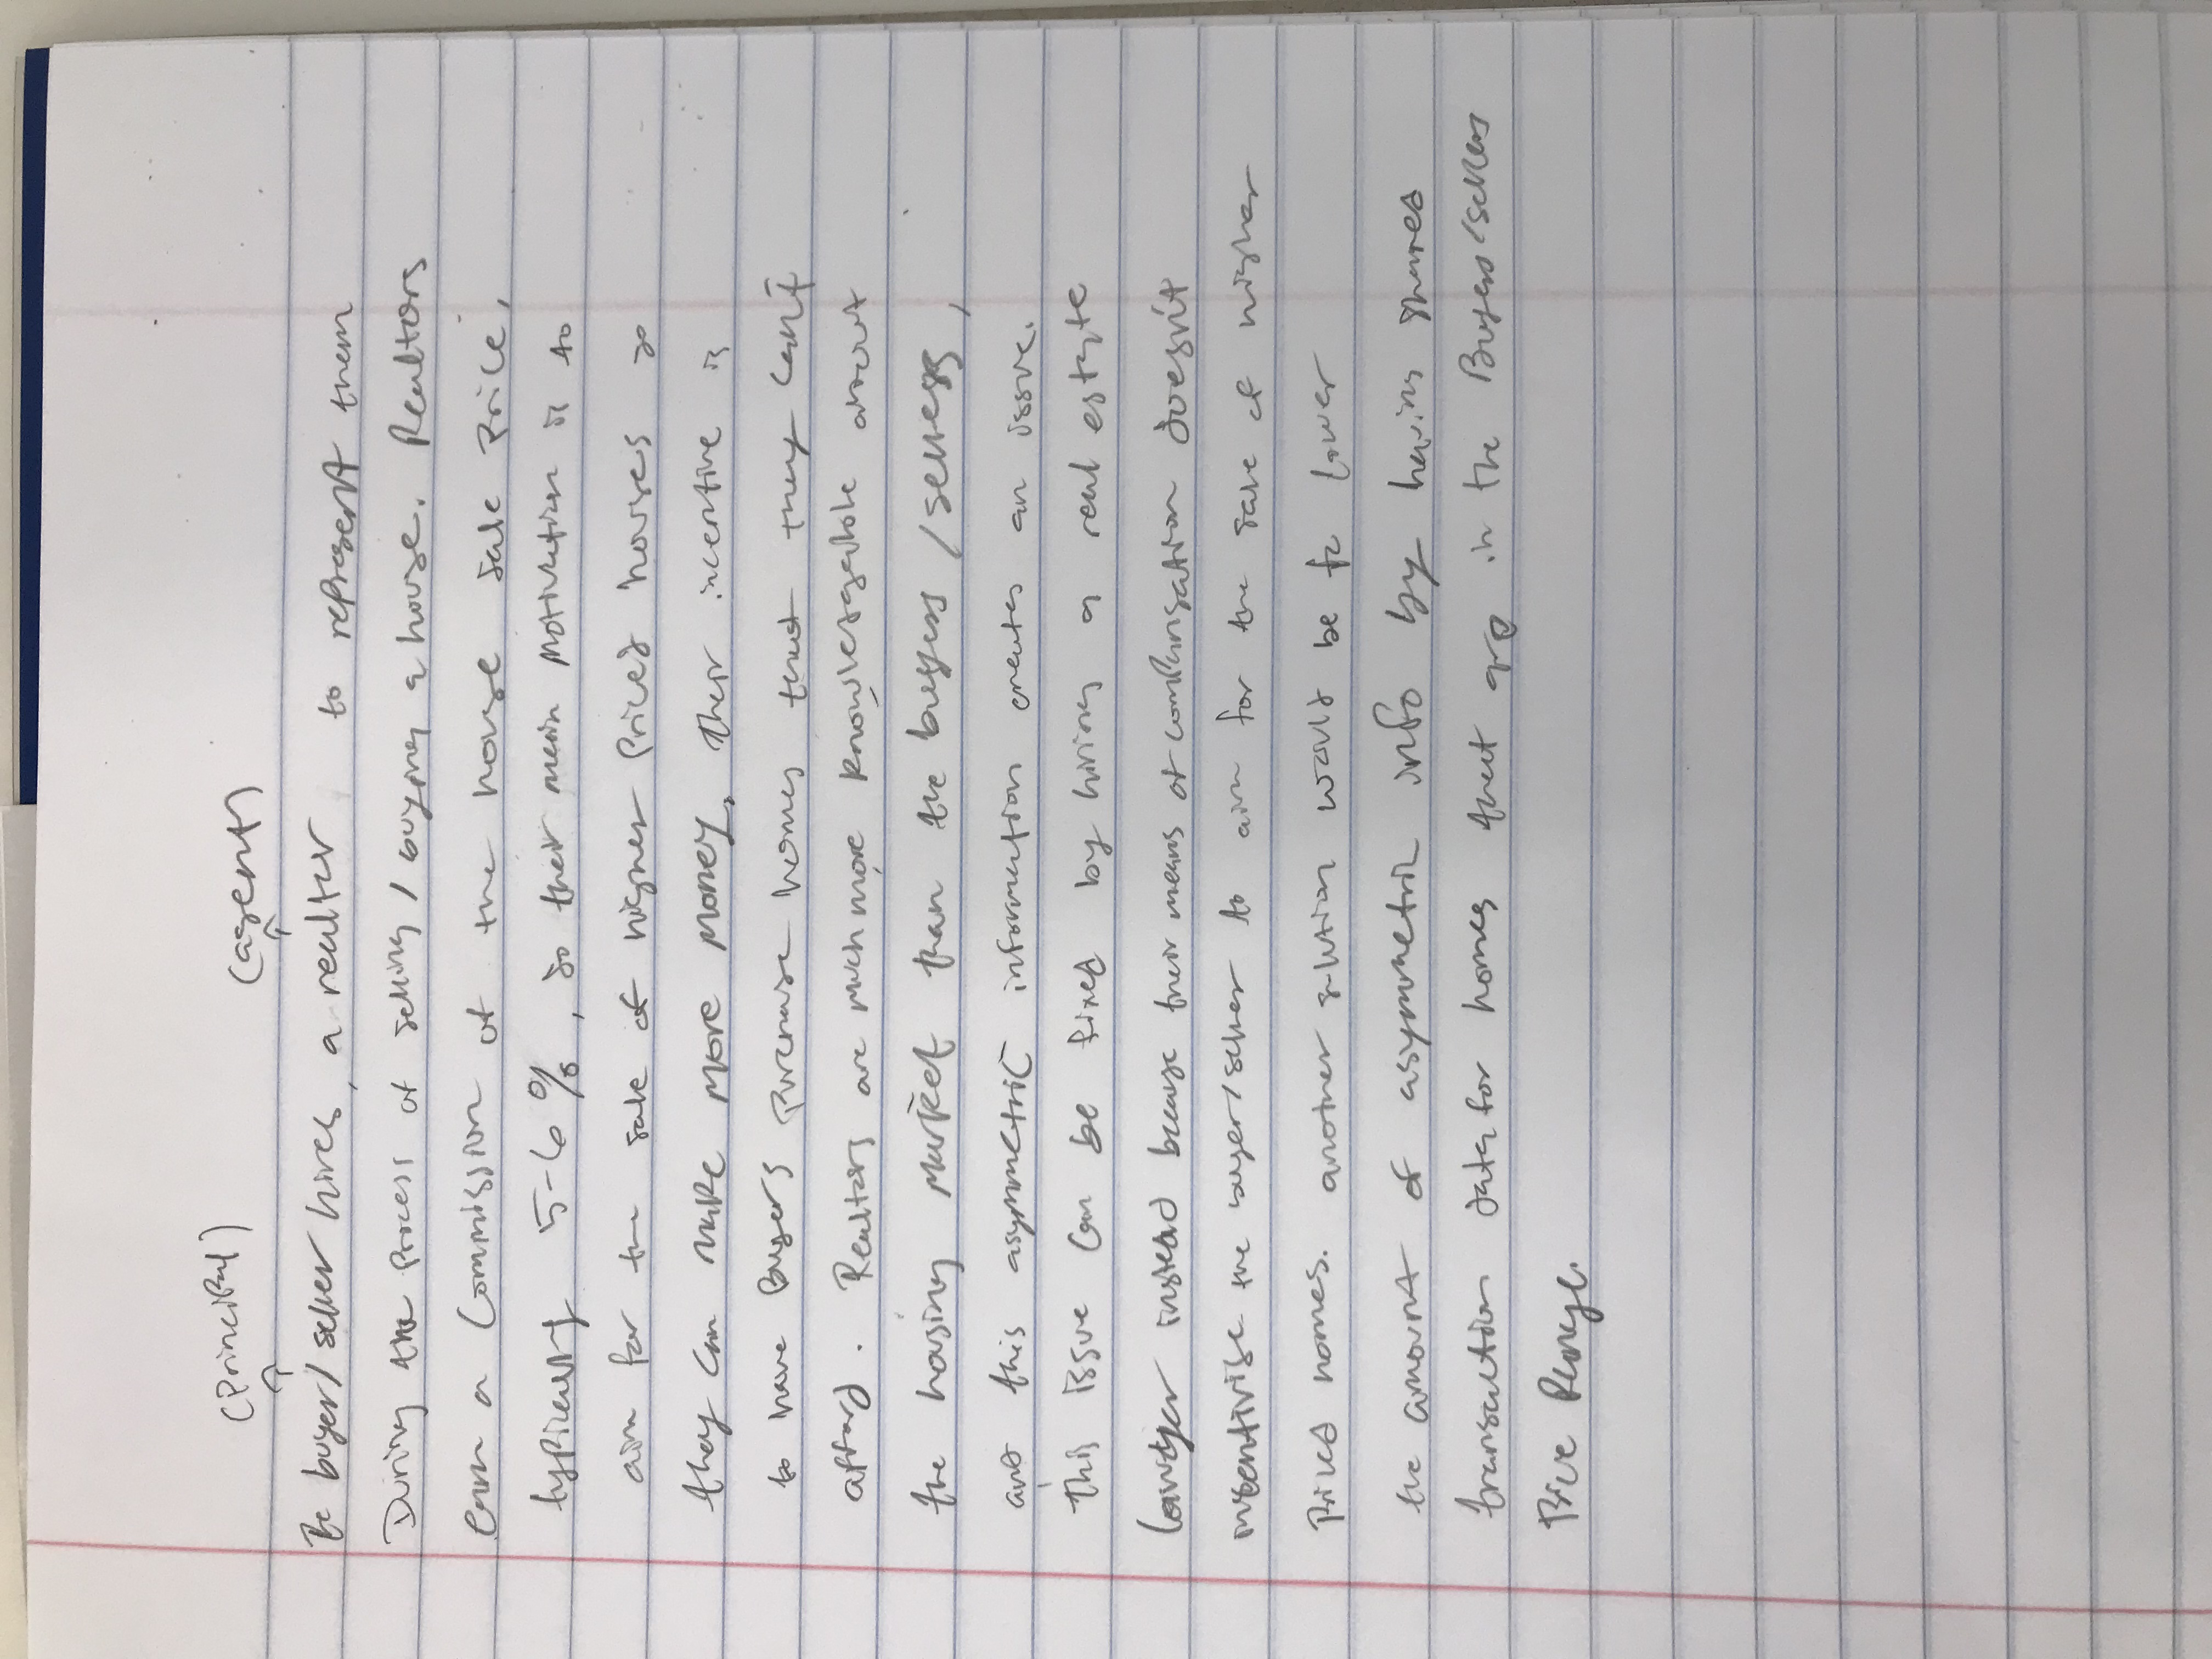 (Principal) (agent)
The buyer/seller hires, a realtor to represent them
During the process of selling/buying a house. Realtors
earn a Commission of the house sale price,
typically 5-6%, so their main motivation is to
aim for the sale of higher priced houses so
they can make more money. Their incentive is
to have Buyers purchase homes that they can't
afford. Realtors are much more knowledgable about
the housing market than the buyers/sellers,
and this asymmetric information creates an issue.
This issue can be fixed by hiring a real estate
lawyer instead because their means of compensation doesn't
incentivise the buyer/seller to aim for the sale of higher
priced homes. another solution would be to lower
the amount of asymmetric info by having shared
transaction data for homes that are in the Buyers/sellers
Price Range.